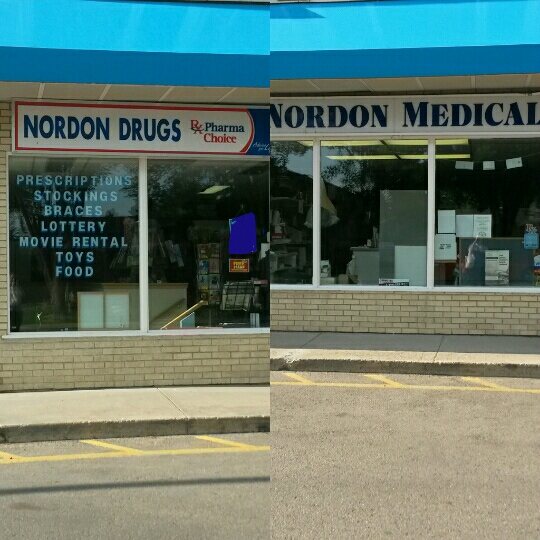 NORDON DRUGS
Rx Pharma
Choice
PRESCRIPTIONS
STOCKINGS
BRACES
LOTTERY
MOVIE RENTAL
TOYS
FOOD
NORDON MEDICAL